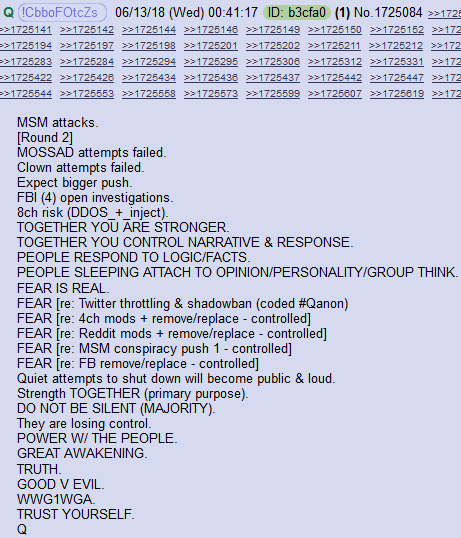 Q !CbboFOtcZs 06/13/18 (Wed) 00:41:17 ID: b3cfa0 (1) No.1725084 >>1725
>>1725141 >>1725142 >>1725144 >>1725146 >>1725149 >>1725150 >>1725152 >>172
>>1725194 >>1725197 >>1725198 >>1725201 >>1725202 >>1725211 >>1725212 >>172
>>1725283 >>1725284 >>1725294 >>1725295 >>1725306 >>1725312 >>1725331 >>172
>>1725422 >>1725426 >>1725434 >>1725436 >>1725437 >>1725442 >>1725447 >>172
>>1725544 >>1725553 >>1725558 >>1725573 >>1725599 >>1725607 >>1725619 >>172
MSM attacks.
[Round 2]
MOSSAD attempts failed.
Clown attempts failed.
Expect bigger push.
FBI (4) open investigations.
8ch risk (DDOS_+_inject).
TOGETHER YOU ARE STRONGER.
TOGETHER YOU CONTROL NARRATIVE & RESPONSE.
PEOPLE RESPOND TO LOGIC/FACTS.
PEOPLE SLEEPING ATTACH TO OPINION/PERSONALITY/GROUP THINK.
FEAR IS REAL.
FEAR [re: Twitter throttling & shadowban (coded #Qanon)
FEAR [re: 4ch mods + remove/replace - controlled]
FEAR [re: Reddit mods + remove/replace - controlled)
FEAR [re: MSM conspiracy push 1 - controlled]
FEAR [re: FB remove/replace - controlled]
Quiet attempts to shut down will become public & loud.
Strength TOGETHER (primary purpose).
DO NOT BE SILENT (MAJORITY).
They are losing control.
POWER W/ THE PEOPLE.
GREAT AWAKENING.
TRUTH.
GOOD V EVIL.
WWG1WGA.
TRUST YOURSELF.
Q